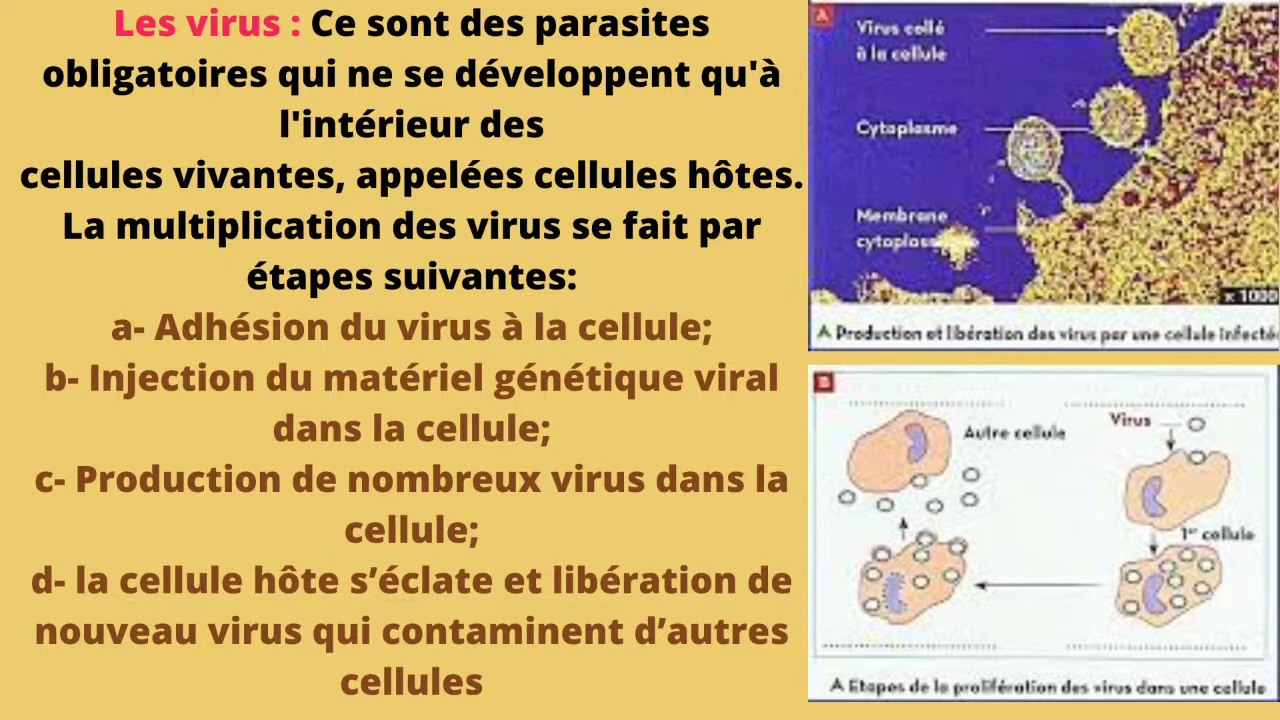 Les virus : Ce sont des parasites
obligatoires qui ne se développent qu'à
l'intérieur des
cellules vivantes, appelées cellules hôtes.
La multiplication des virus se fait par
étapes suivantes:
a- Adhésion du virus à la cellule;
b- Injection du matériel génétique viral
dans la cellule;
c- Production de nombreux virus dans la
cellule;
d- la cellule hôte s’éclate et libération de
nouveau virus qui contaminent d’autres
cellules
A
Virus collé
à la cellule
Cytoplasme
Membrane
x 1000
A Production et libération des virus par une cellule infecté
B
Autre cellule
Virus
1er cellule
A Etapes de la prolifération des virus dans une cellule